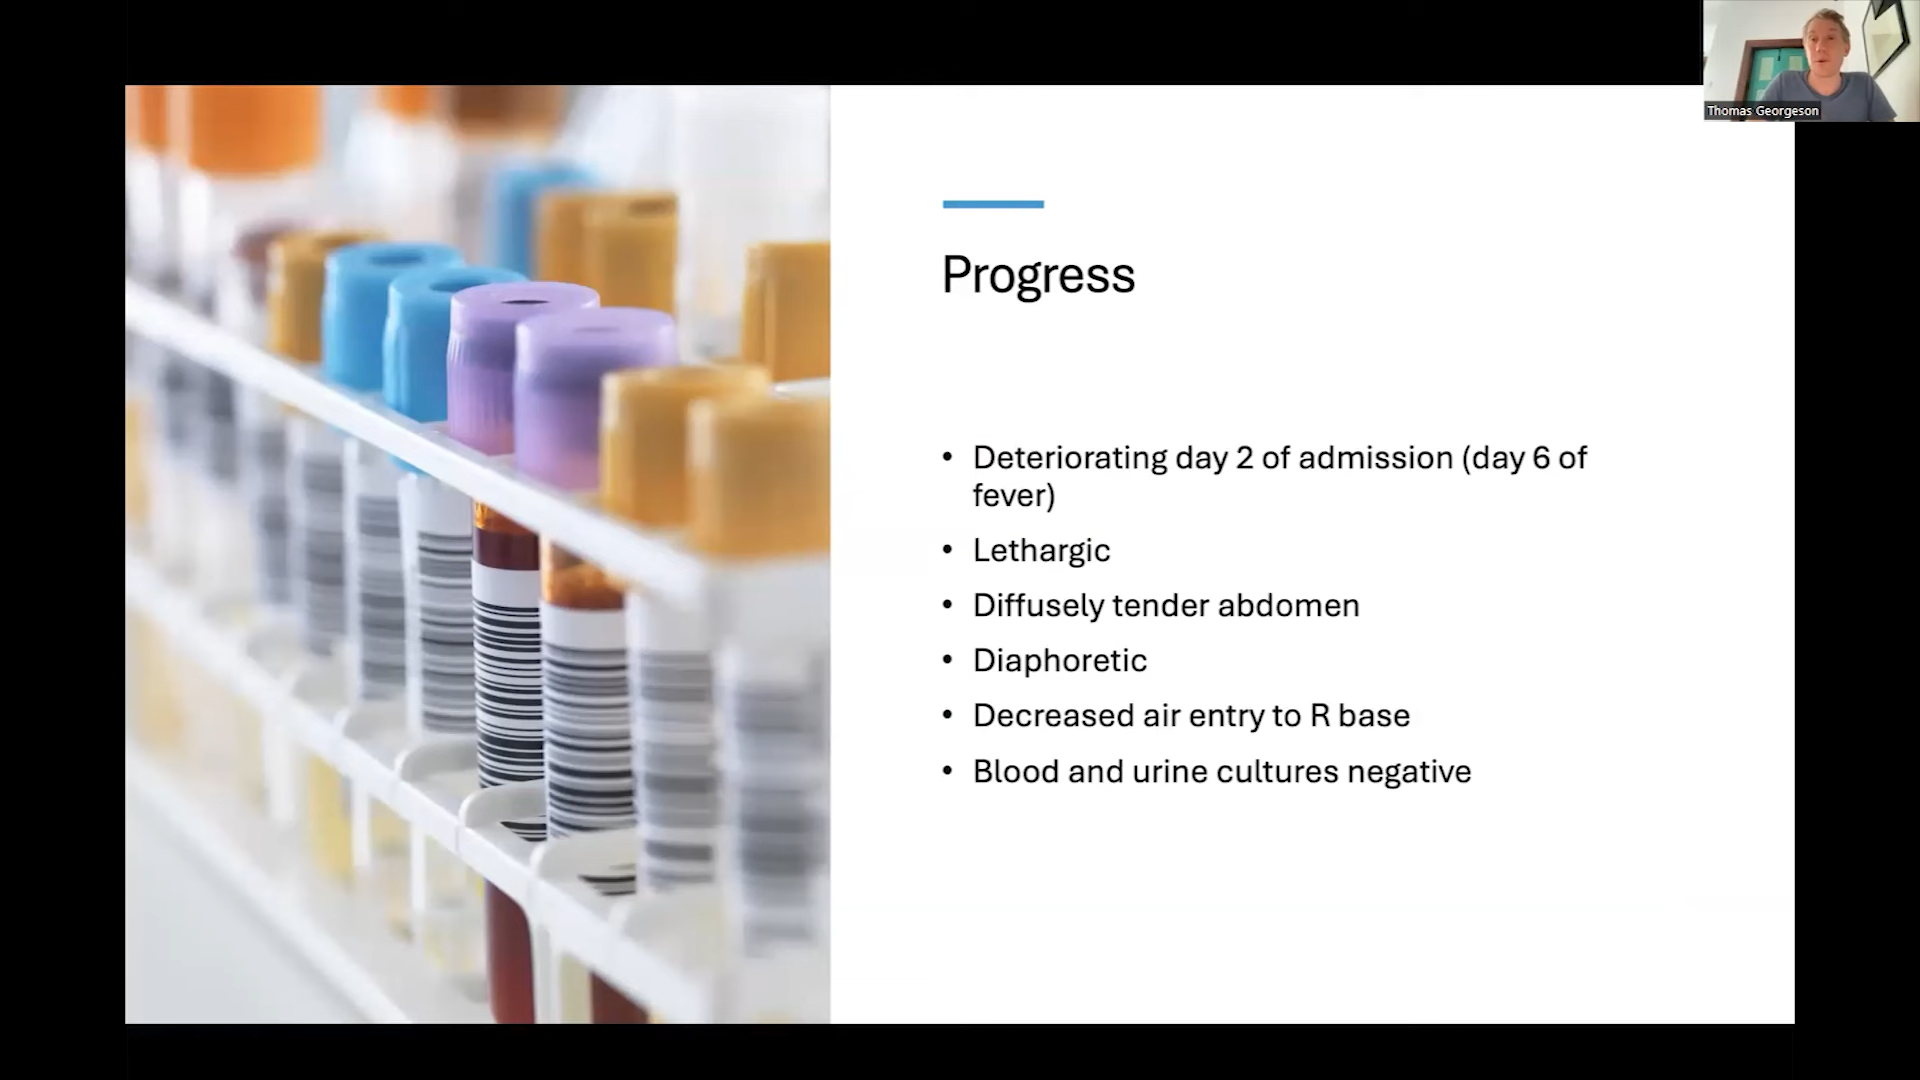 Thomas Georgeson
Progress
• Deteriorating day 2 of admission (day 6 of
fever)
• Lethargic
• Diffusely tender abdomen
• Diaphoretic
• Decreased air entry to R base
• Blood and urine cultures negative